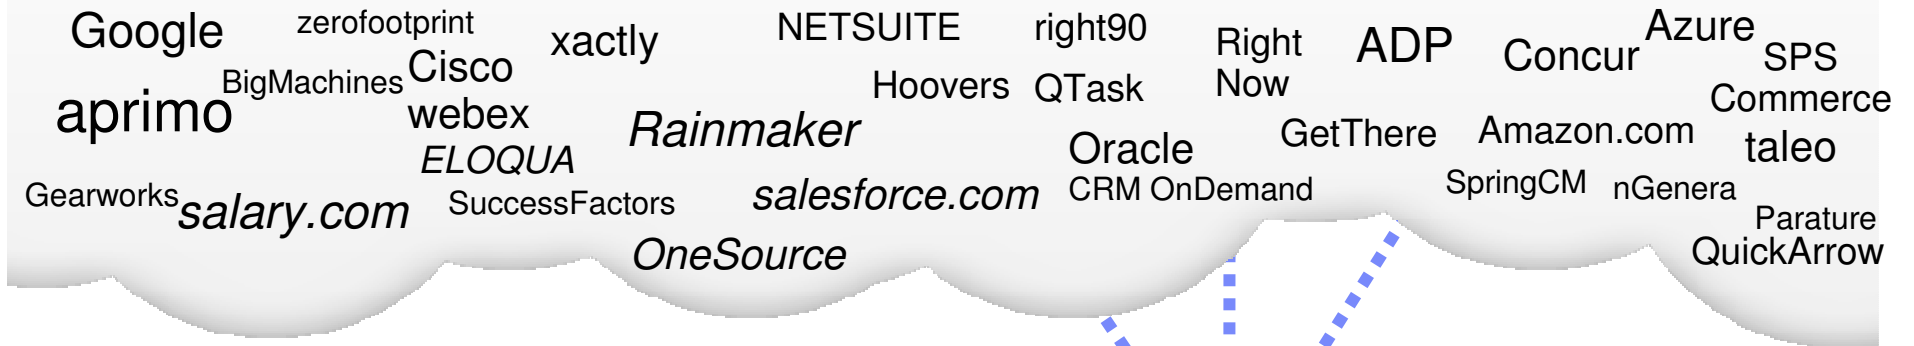 Google
zerofootprint
xactly
NETSUITE
right90
Right
Now
ADP
Concur
Azure
SPS
Commerce
BigMachines
Cisco
webex
aprimo
Hoovers
QTask
Rainmaker
ELOQUA
Oracle
CRM OnDemand
GetThere
Amazon.com
taleo
Gearworks
salary.com
SuccessFactors
salesforce.com
SpringCM
nGenera
OneSource
Parature
QuickArrow